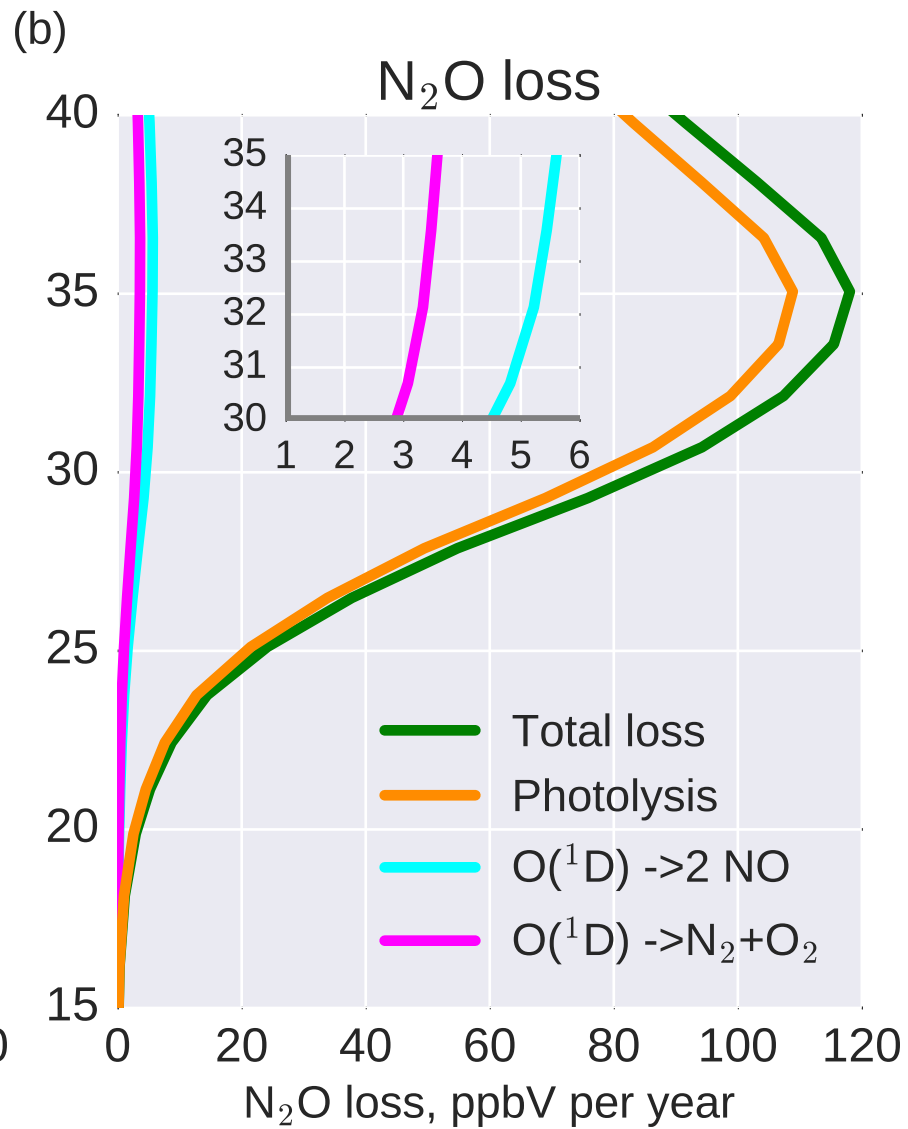 (b)
N₂O loss
40
35
30
25
20
15
35
34
33
32
31
30
1 2 3 4 5 6
Total loss
Photolysis
O(¹D) ->2 NO
O(¹D) ->N₂+O₂
0 0 20 40 60 80 100 120
N₂O loss, ppbV per year